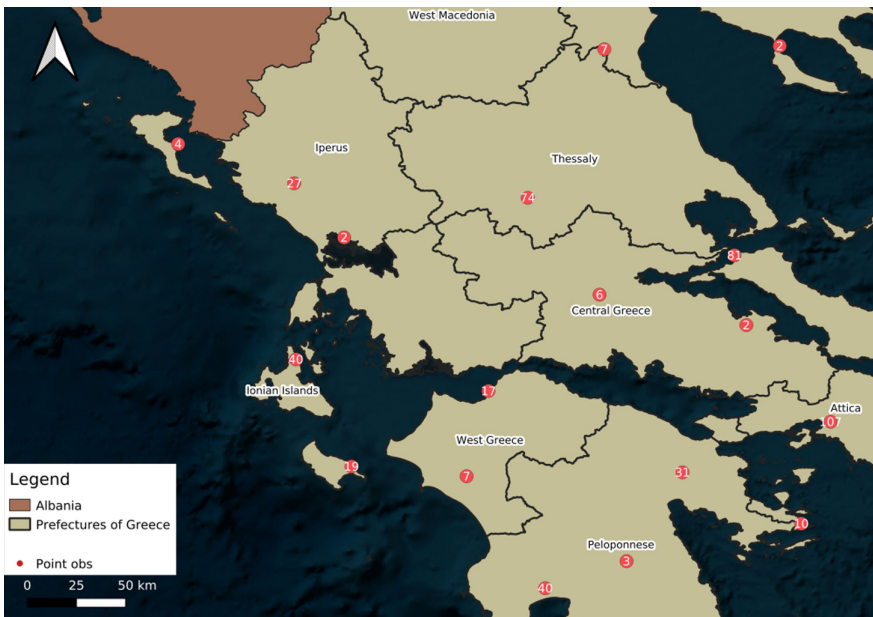 West Macedonia
7
2
4
Iperus
Thessaly
27
74
2
81
6
Central Greece
2
40
Ionian Islands
17
Attica
107
West Greece
19
7
31
10
Peloponnese
3
40
Legend
Albania
Prefectures of Greece
Point obs
0 25 50 km